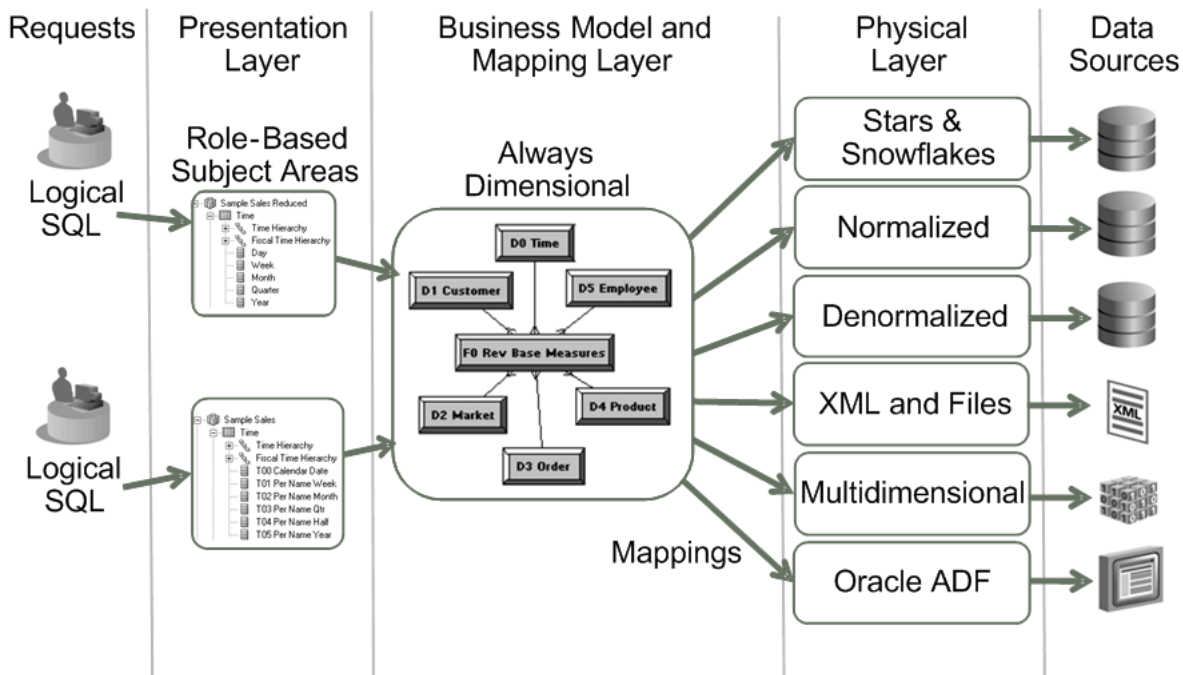 Requests
Presentation
Layer
Business Model and
Mapping Layer
Physical
Layer
Data
Sources
Logical
SQL
Logical
SQL
Role-Based
Subject Areas
Sample Sales Reduced
Time
Time Hierarchy
Fiscal Time Hierarchy
Day
Week
Month
Quarter
Year
Sample Sales
Time
Time Hierarchy
Fiscal Time Hierarchy
T00 Calendar Date
T01 Per Name Week
T02 Per Name Month
T03 Per Name Qtr
T04 Per Name Half
T05 Per Name Year
Always
Dimensional
D0 Time
D1 Customer
D5 Employee
F0 Rev Base Measures
D2 Market
D4 Product
D3 Order
Mappings
Stars &
Snowflakes
Normalized
Denormalized
XML and Files
Multidimensional
Oracle ADF
XML